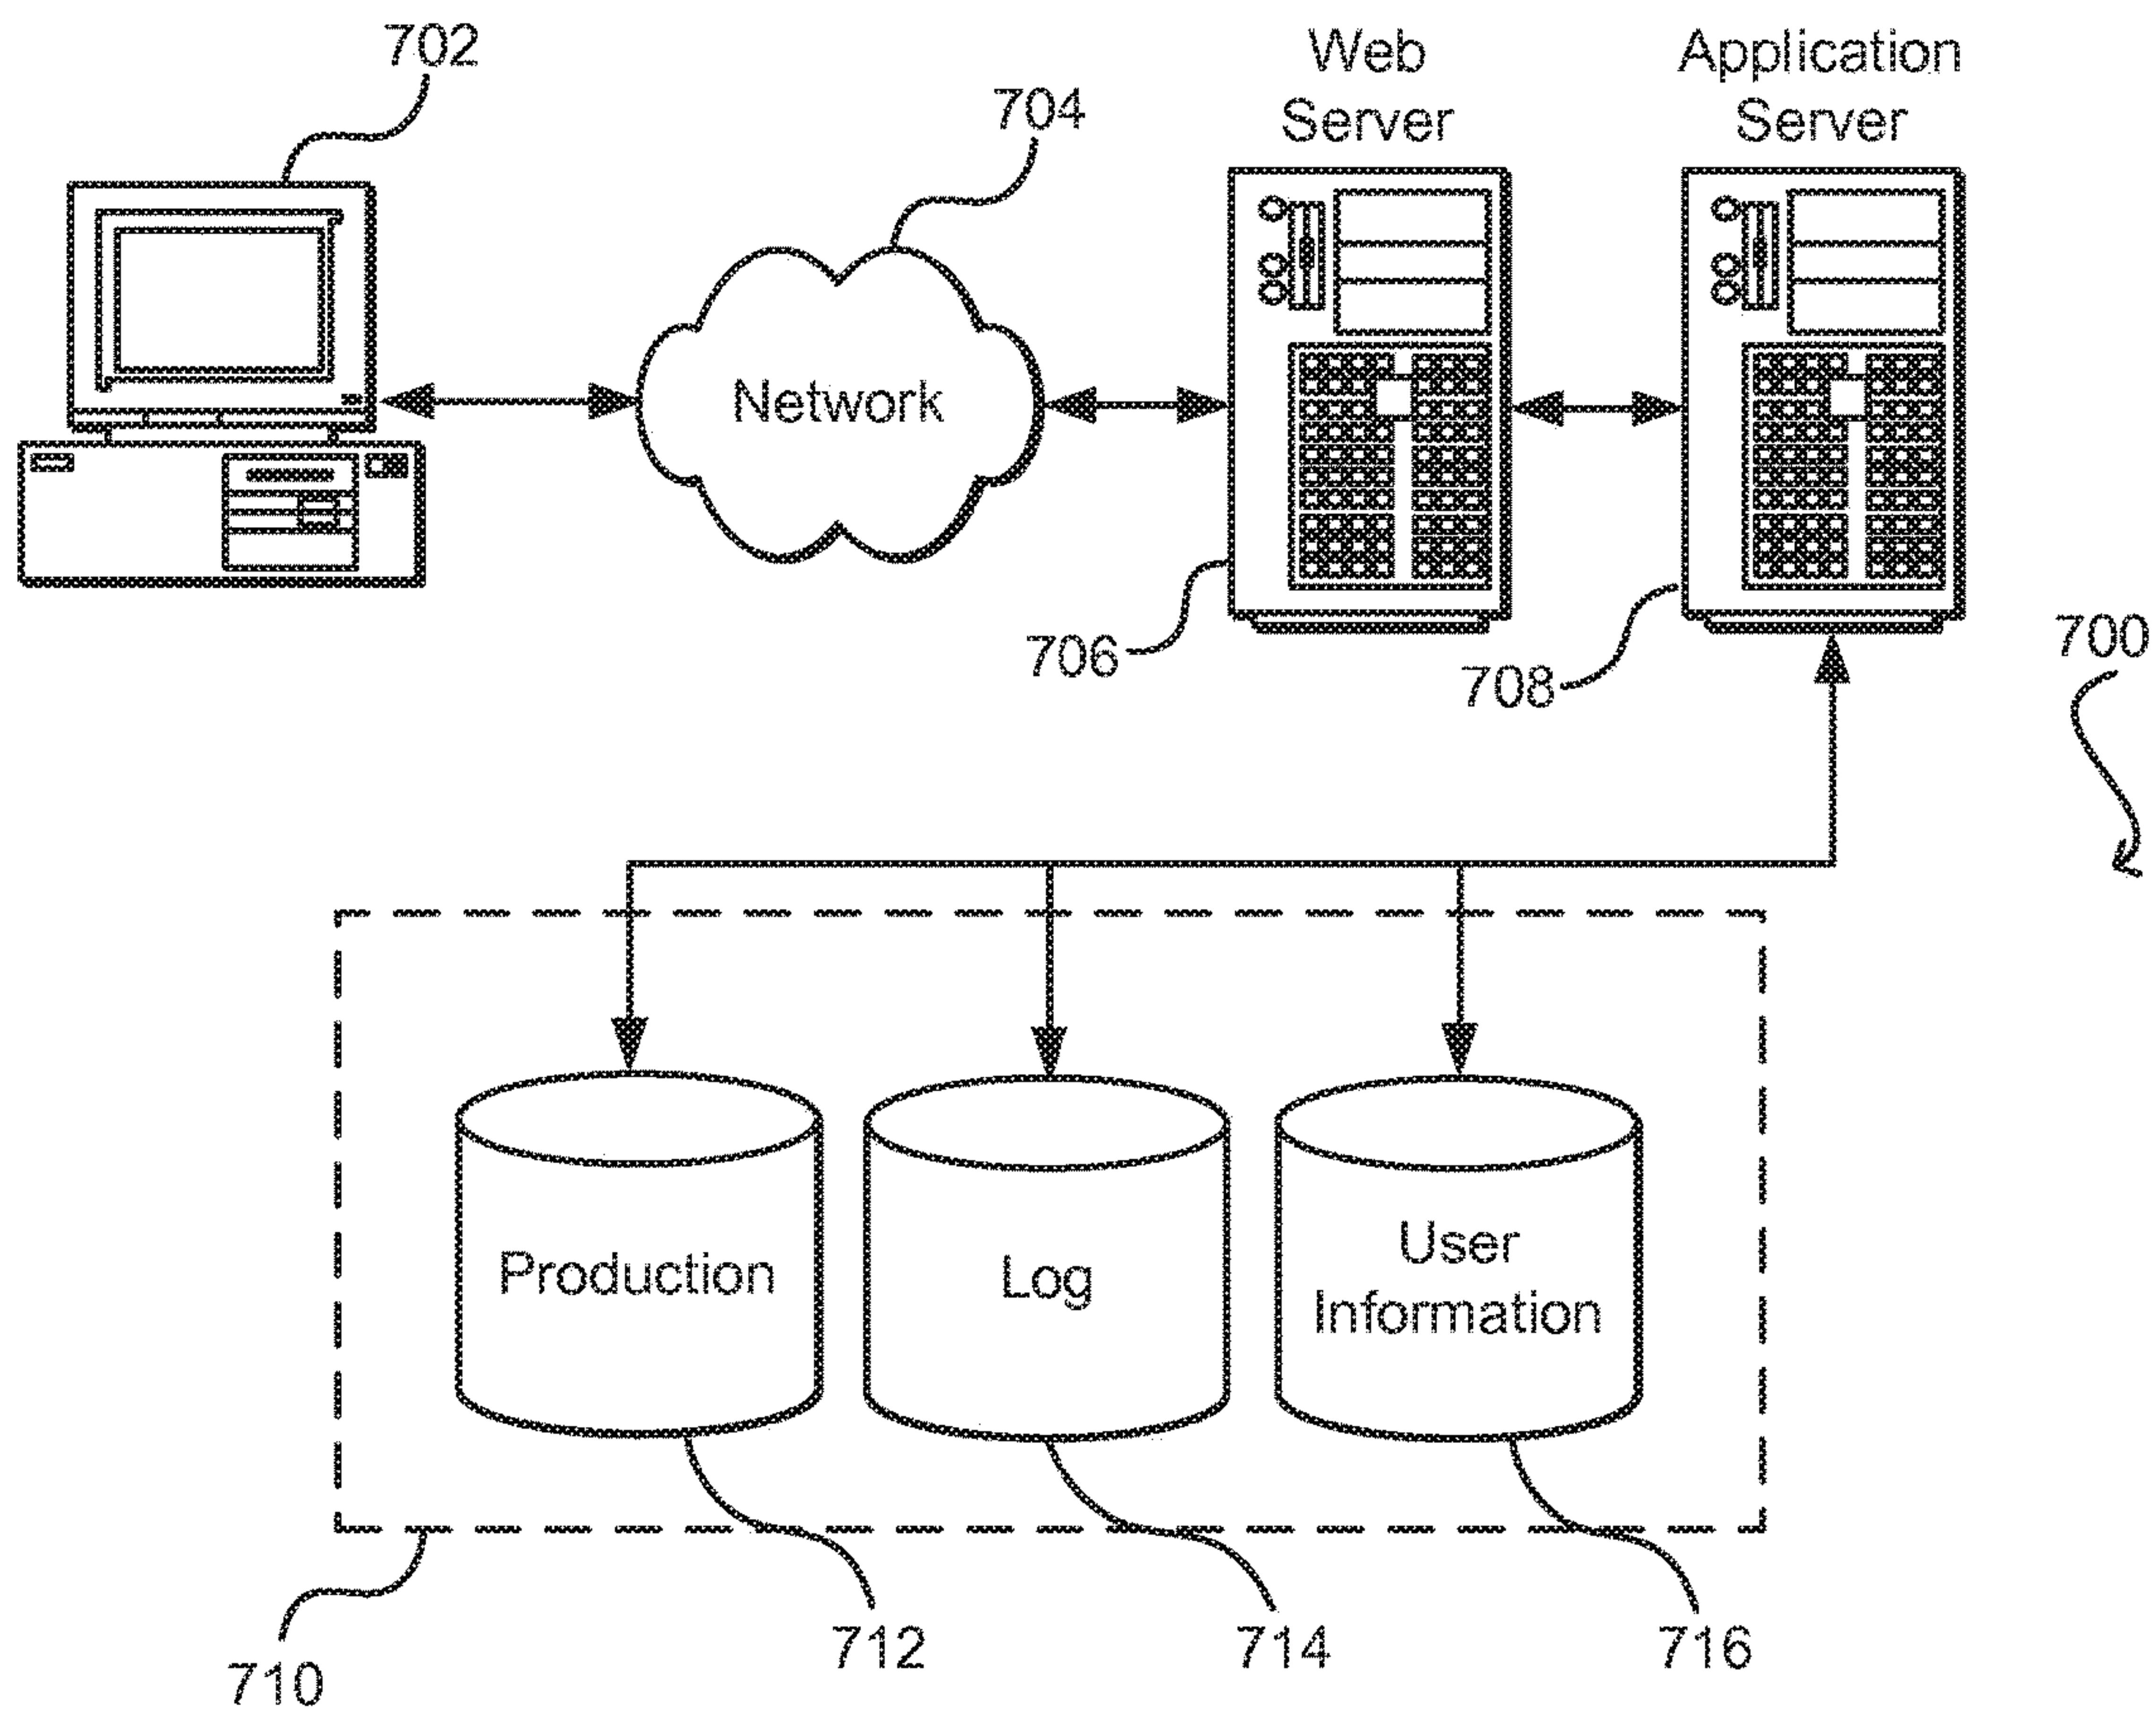 702
704
Web
Server
Application
Server
Network
706
708
700
Production
Log
User
Information
710
712
714
716